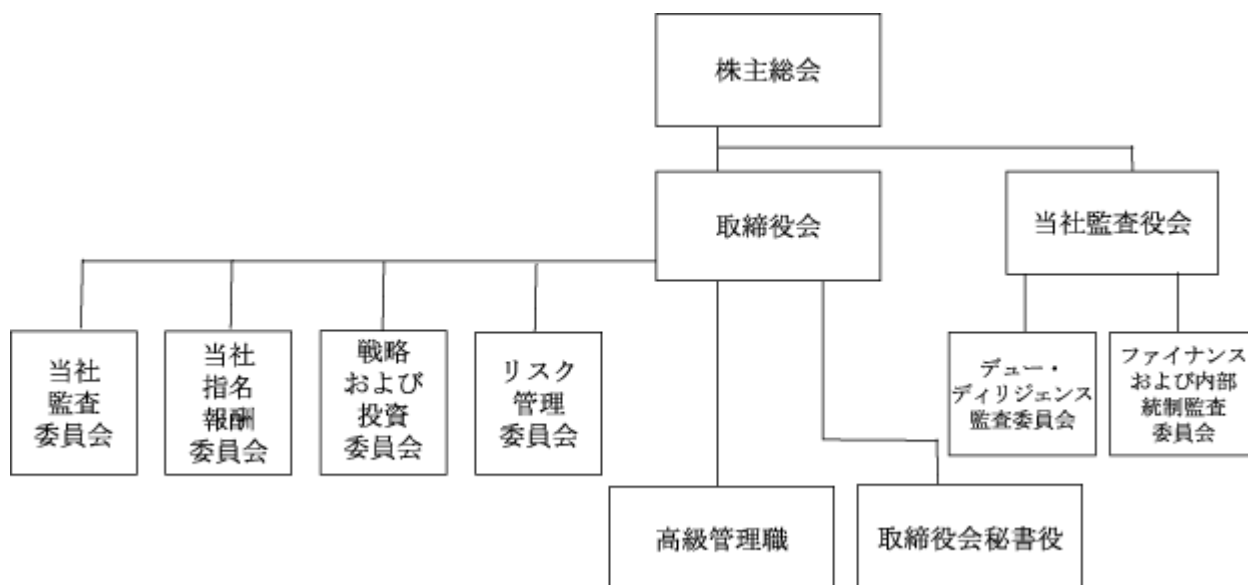 株主総会
取締役会
当社監査役会
当社
監査
委員会
当社
指名
報酬
委員会
戦略
および
投資
委員会
リスク
管理
委員会
デュー・
ディリジェンス
監査委員会
ファイナンス
および内部
統制監査
委員会
高級管理職
取締役会秘書役